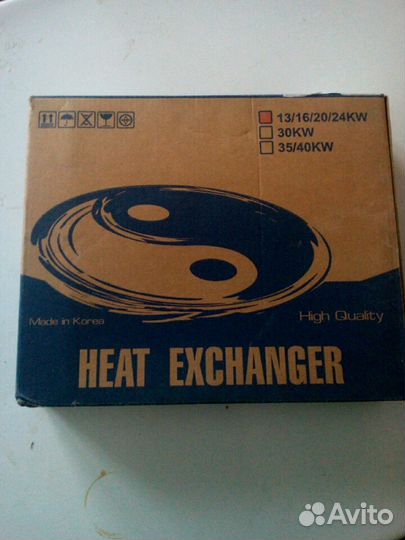 13/16/20/24KW
30KW
35/40KW
Made in Korea
High Quality
HEAT EXCHANGER
Avito